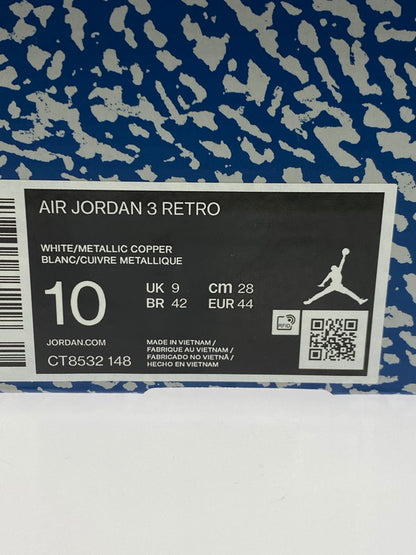 AIR JORDAN 3 RETRO
WHITE/METALLIC COPPER
BLANC/CUIVRE METALLIQUE
10 UK 9 cm 28
BR 42 EUR 44
JORDAN.COM
CT8532 148
MADE IN VIETNAM /
FABRIQUÉ AU VIETNAM /
FABRICADO NO VIETNÃ /
HECHO EN VIETNAM